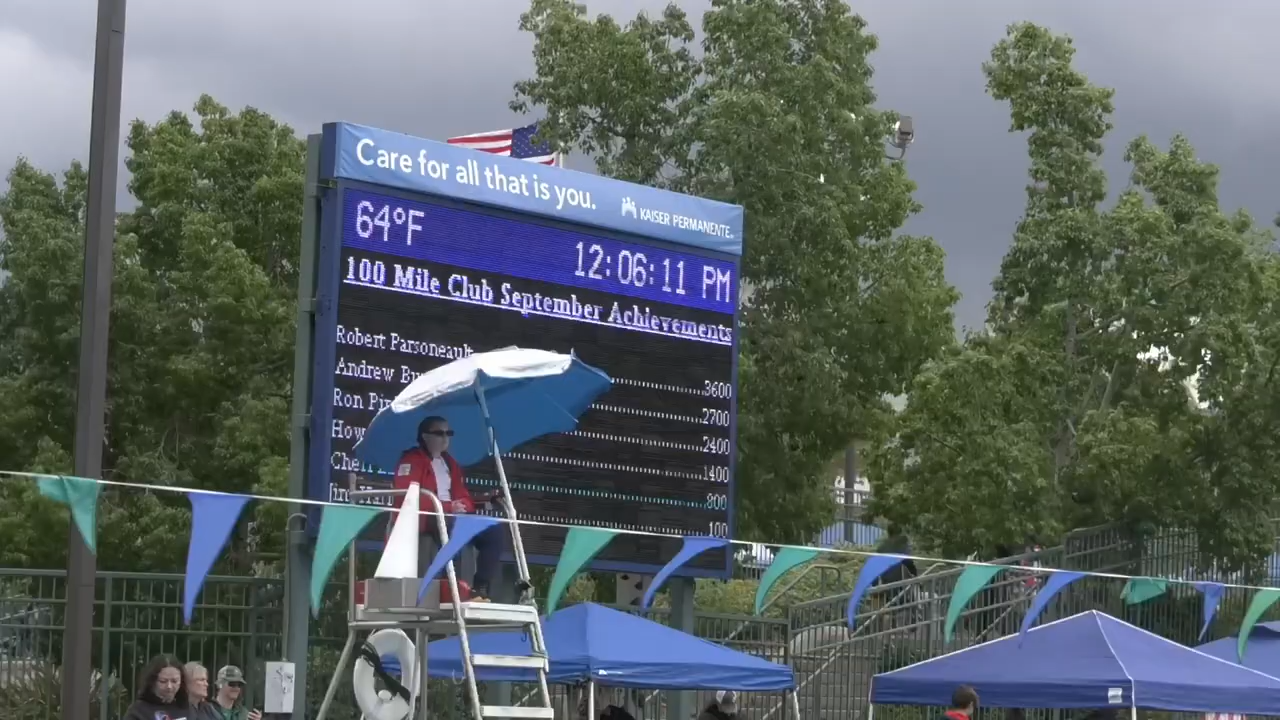 Care for all that is you.
KAISER PERMANENTE.
64°F
12:06:11 PM
100 Mile Club September Achievements
Robert Parsoneault
Andrew 3600
Ron 2700
2400
1400
800
100